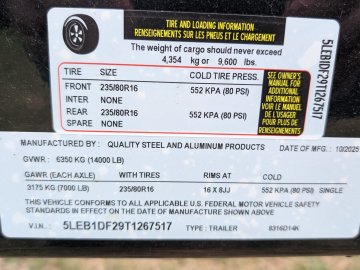 TIRE AND LOADING INFORMATION
RENSEIGNEMENTS SUR LES PNEUS ET LE CHARGEMENT
The weight of cargo should never exceed
4,354 kg or 9,600 lbs.
TIRE SIZE COLD TIRE PRESS.
FRONT 235/80R16 552 KPA (80 PSI)
INTER NONE NONE
REAR 235/80R16 552 KPA (80 PSI)
SPARE NONE NONE
SEE OWNER'S
MANUAL FOR
ADDITIONAL
INFORMATION
VOIR LE MANUEL
DE L'USAGER
POUR PLUS DE
RENSEIGNEMENTS
5LEB1DF29T1267517
MANUFACTURED BY : QUALITY STEEL AND ALUMINUM PRODUCTS DATE OF MFG.: 10/2025
GVWR: 6350 KG (14000 LB)
GAWR (EACH AXLE) WITH TIRES RIMS AT COLD
3175 KG (7000 LB) 235/80R16 16 X 8JJ 552 KPA (80 PSI) SINGLE
THIS VEHICLE CONFORMS TO ALL APPLICABLE U.S. FEDERAL MOTOR VEHICLE SAFETY
STANDARDS IN EFFECT ON THE DATE OF MANUFACTURE SHOWN ABOVE
V.I.N.: 5LEB1DF29T1267517 TYPE : TRAILER 8316D14K